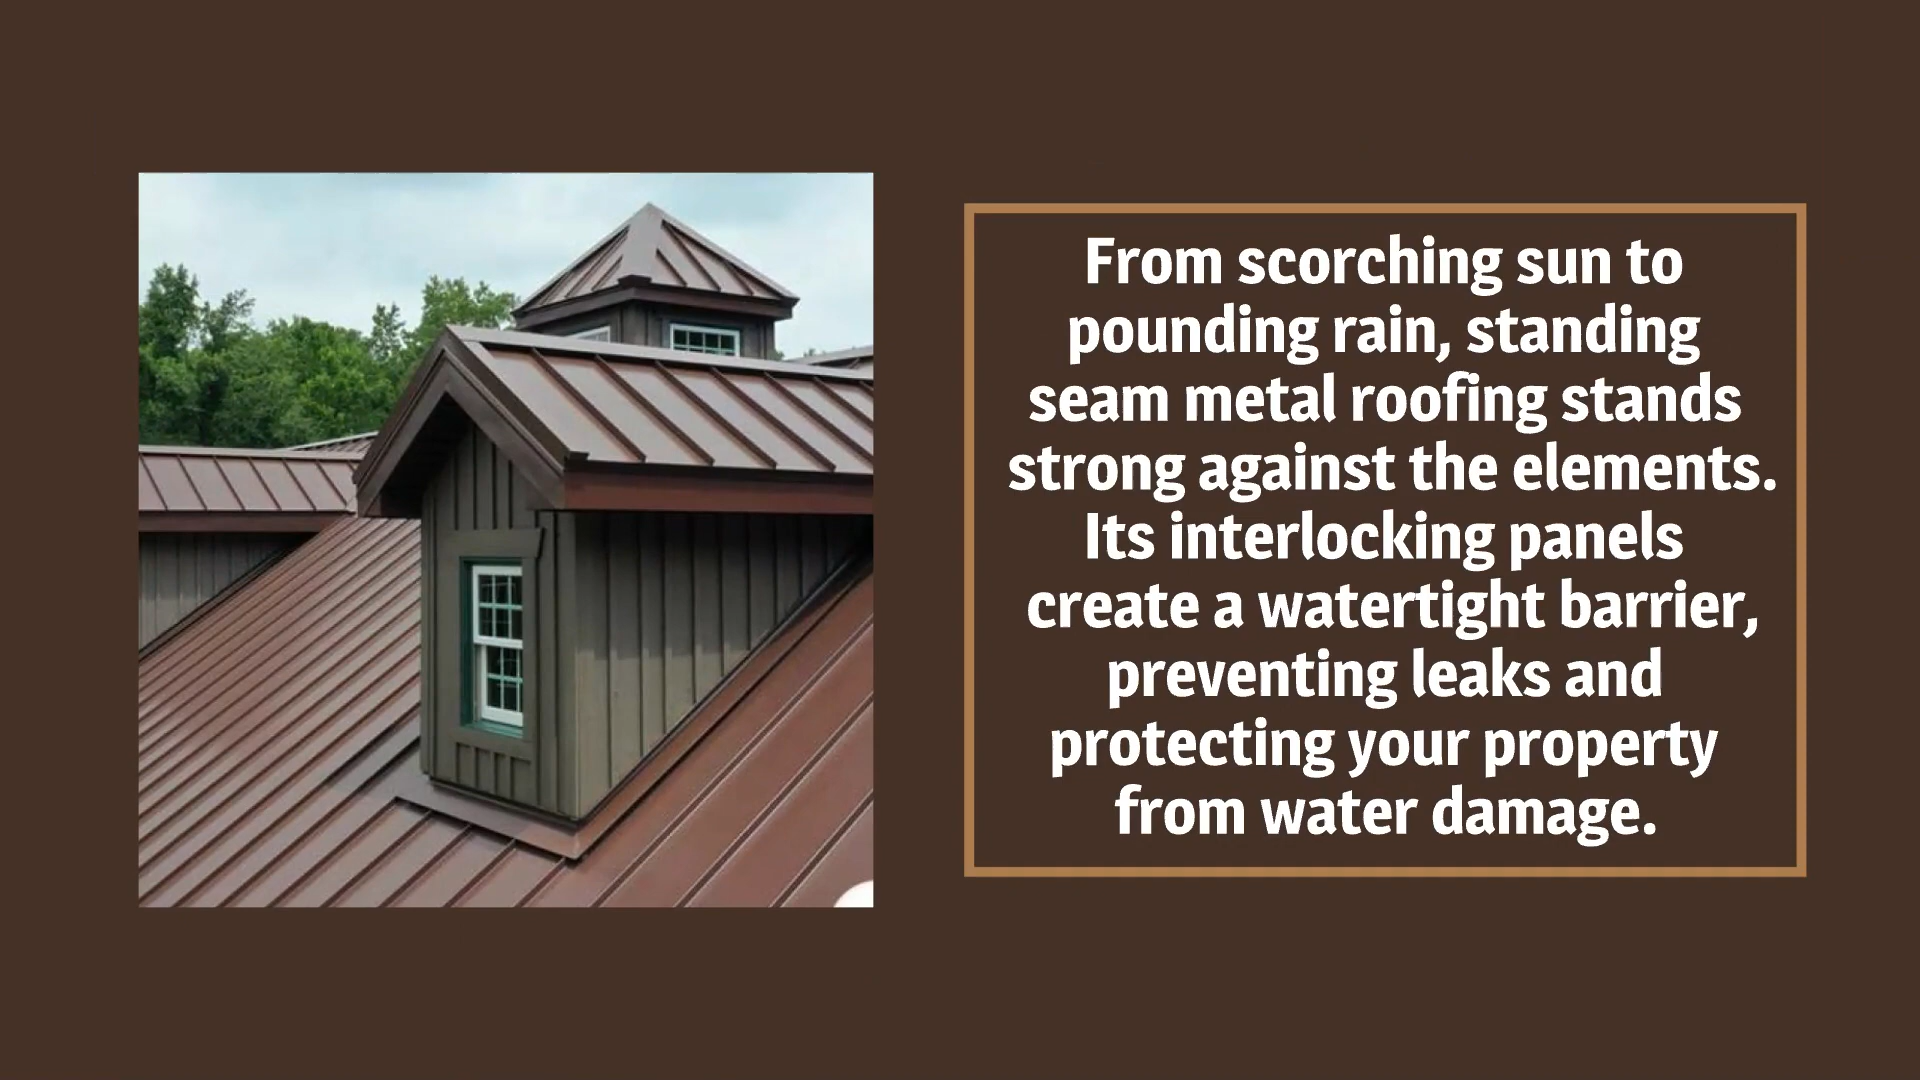 From scorching sun to
pounding rain, standing
seam metal roofing stands
strong against the elements.
Its interlocking panels
create a watertight barrier,
preventing leaks and
protecting your property
from water damage.